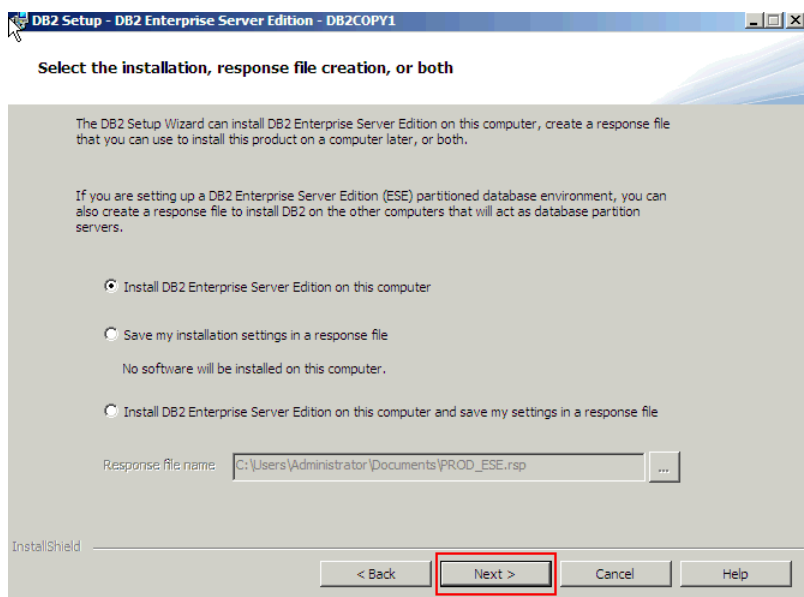 DB2 Setup - DB2 Enterprise Server Edition - DB2COPY1
Select the installation, response file creation, or both
The DB2 Setup Wizard can install DB2 Enterprise Server Edition on this computer, create a response file
that you can use to install this product on a computer later, or both.
If you are setting up a DB2 Enterprise Server Edition (ESE) partitioned database environment, you can
also create a response file to install DB2 on the other computers that will act as database partition
servers.
Install DB2 Enterprise Server Edition on this computer
Save my installation settings in a response file
No software will be installed on this computer.
Install DB2 Enterprise Server Edition on this computer and save my settings in a response file
Response file name C:\Users\Administrator\Documents\PROD_ESE.rsp ...
InstallShield
< Back Next > Cancel Help